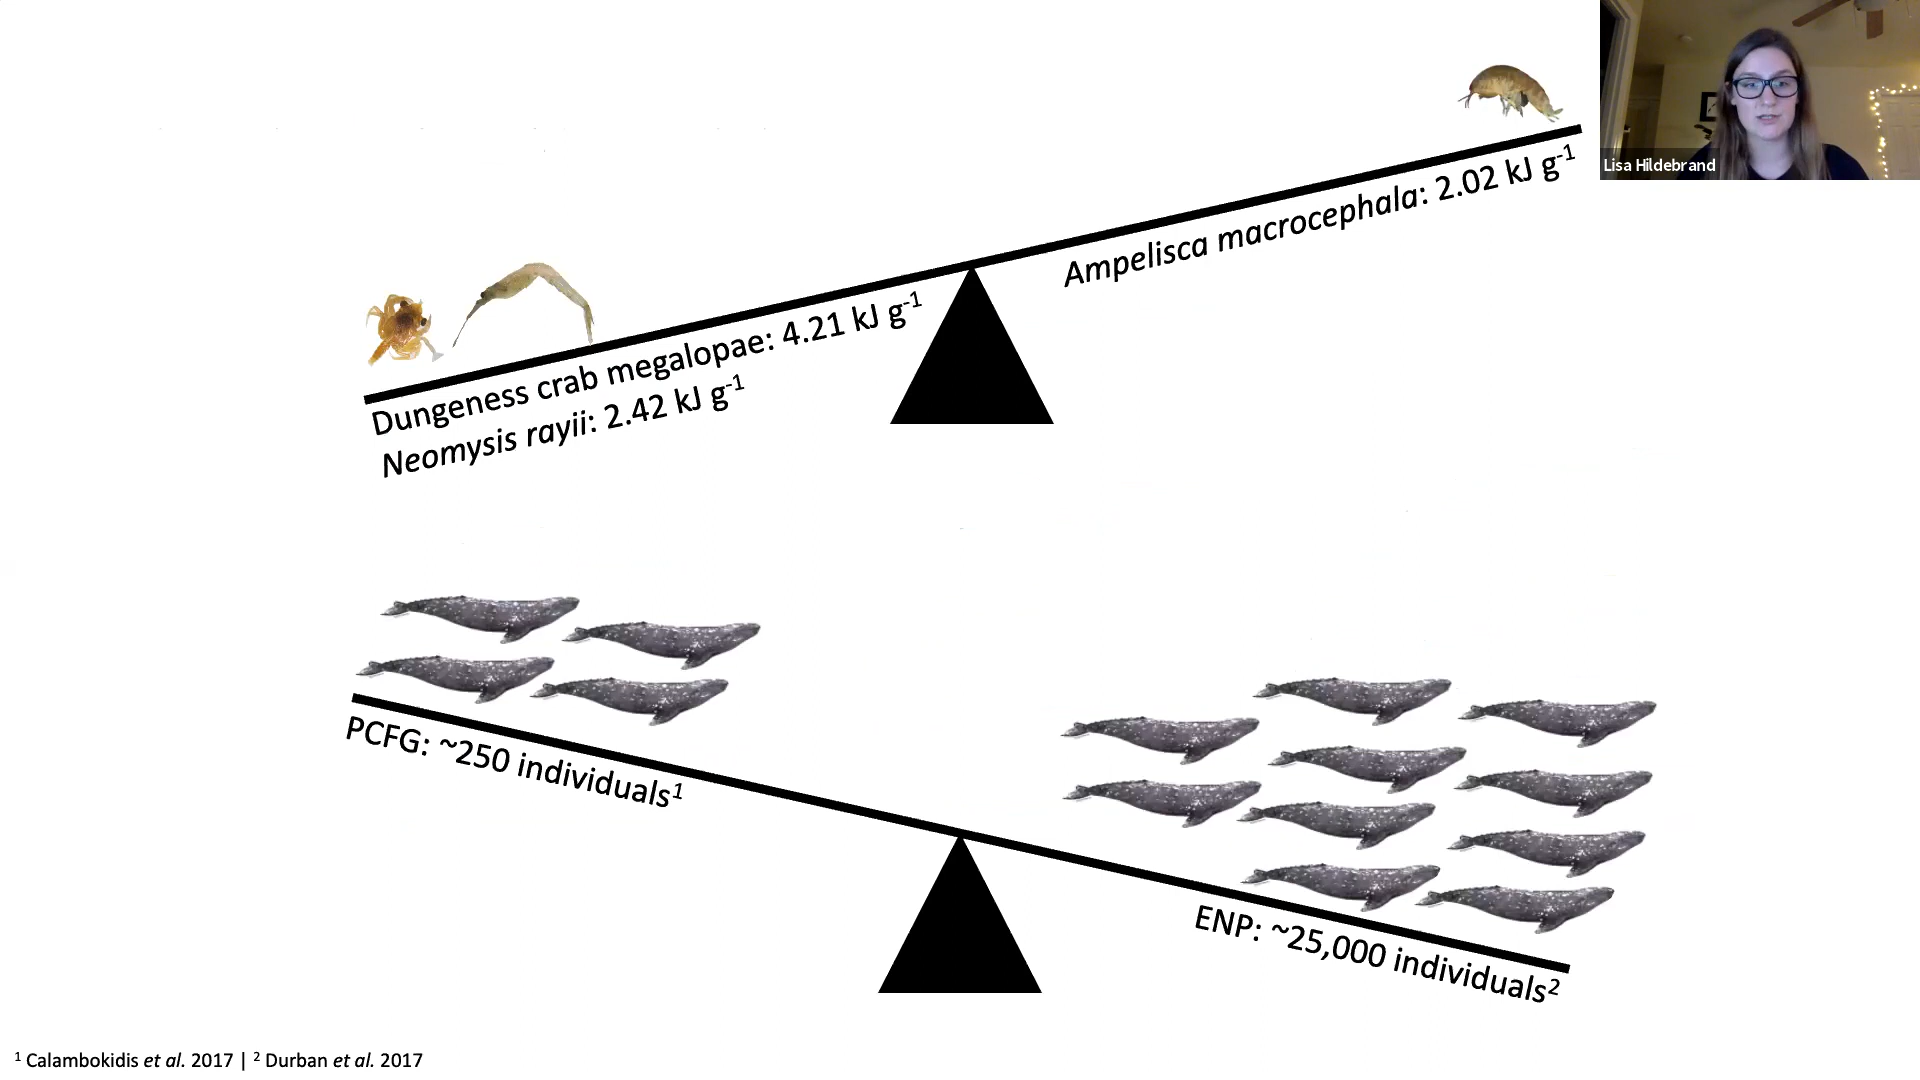 Lisa Hildebrand
Ampelisca macrocephala: 2.02 kJ g⁻¹
Dungeness crab megalopae: 4.21 kJ g⁻¹
Neomysis rayii: 2.42 kJ g⁻¹
PCFG: ~250 individuals¹
ENP: ~25,000 individuals²
¹ Calambokidis et al. 2017 | ² Durban et al. 2017